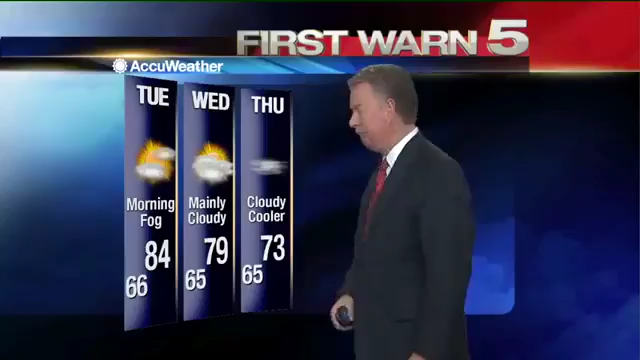 FIRST WARN 5
AccuWeather
TUE
Morning
Fog
84
66
WED
Mainly
Cloudy
79
65
THU
Cloudy
Cooler
73
65